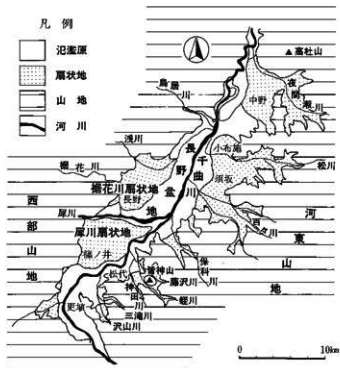 凡例
氾濫原
扇状地
山地
河川
高杜山
夜間瀬川
鳥居川
中野
浅川
小布施
松川
裾花川
長野盆地
千曲川
須坂
裾花川扇状地
長野
百々川
犀川
西部山地
河東山地
犀川扇状地
篠ノ井
保科川
松代
皆神山
神田川
藤沢川
蛭川
更埴
三滝川
沢山川
0
10km